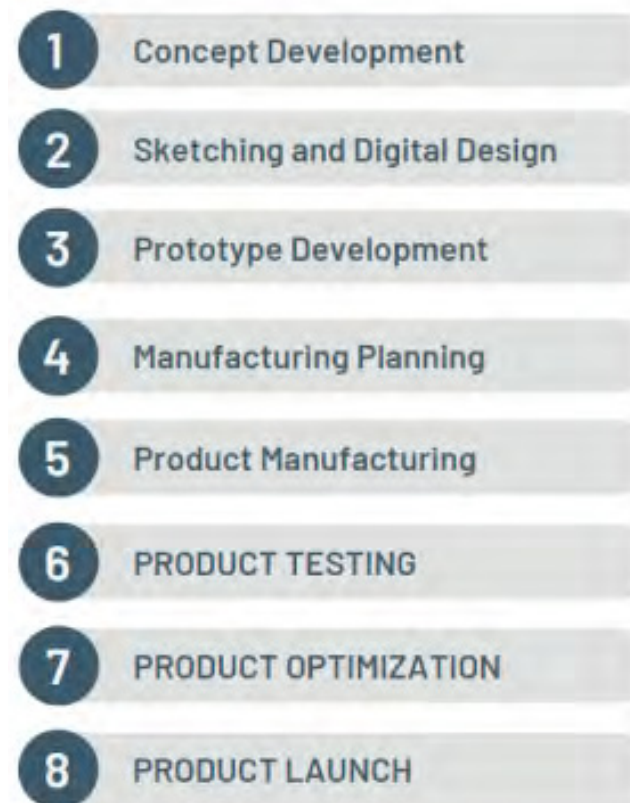 1 Concept Development
2 Sketching and Digital Design
3 Prototype Development
4 Manufacturing Planning
5 Product Manufacturing
6 PRODUCT TESTING
7 PRODUCT OPTIMIZATION
8 PRODUCT LAUNCH